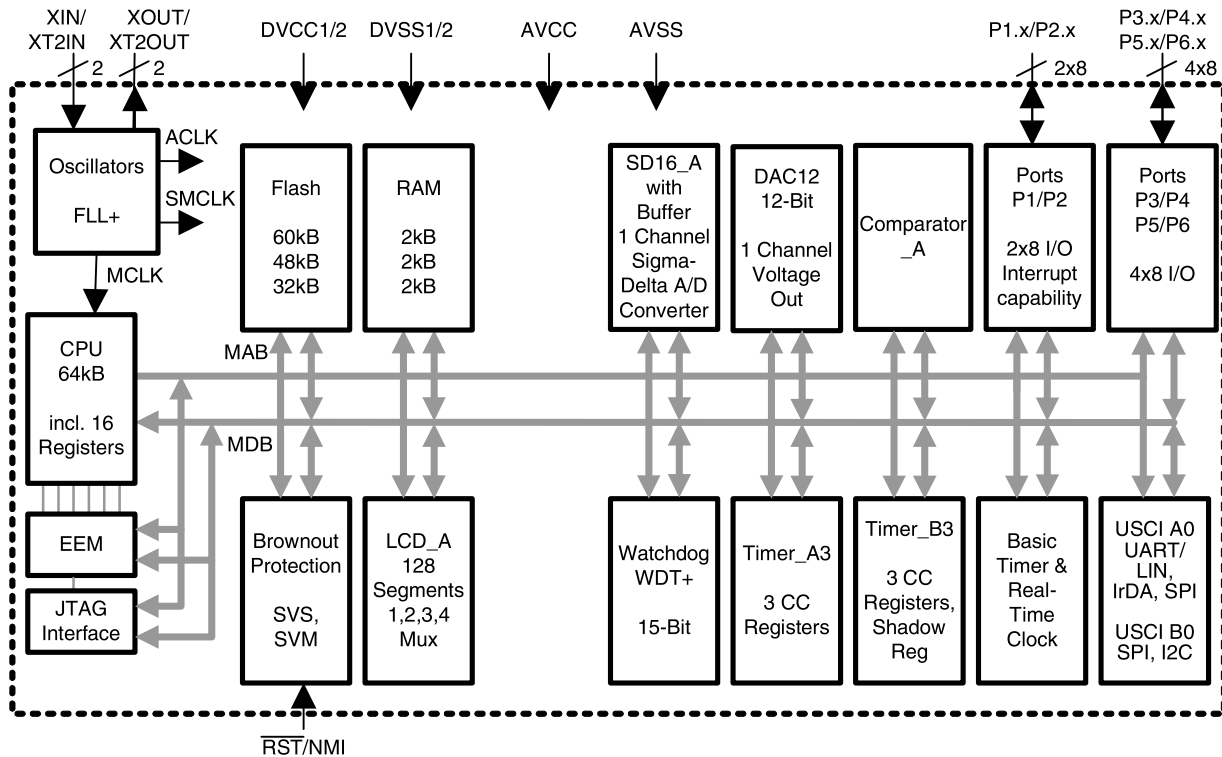 XIN/
XT2IN
XOUT/
XT2OUT
DVCC1/2
DVSS1/2
AVCC
AVSS
P1.x/P2.x
P3.x/P4.x
P5.x/P6.x
2
2
2x8
4x8
Oscillators
FLL+
ACLK
SMCLK
MCLK
Flash
60kB
48kB
32kB
RAM
2kB
2kB
2kB
SD16_A
with
Buffer
1 Channel
Sigma-
Delta A/D
Converter
DAC12
12-Bit
1 Channel
Voltage
Out
Comparator
_A
Ports
P1/P2
2x8 I/O
Interrupt
capability
Ports
P3/P4
P5/P6
4x8 I/O
CPU
64kB
incl. 16
Registers
MAB
MDB
EEM
JTAG
Interface
Brownout
Protection
SVS,
SVM
LCD_A
128
Segments
1,2,3,4
Mux
Watchdog
WDT+
15-Bit
Timer_A3
3 CC
Registers
Timer_B3
3 CC
Registers,
Shadow
Reg
Basic
Timer &
Real-
Time
Clock
USCI A0
UART/
LIN,
IrDA, SPI
USCI B0
SPI, I2C
RST/NMI